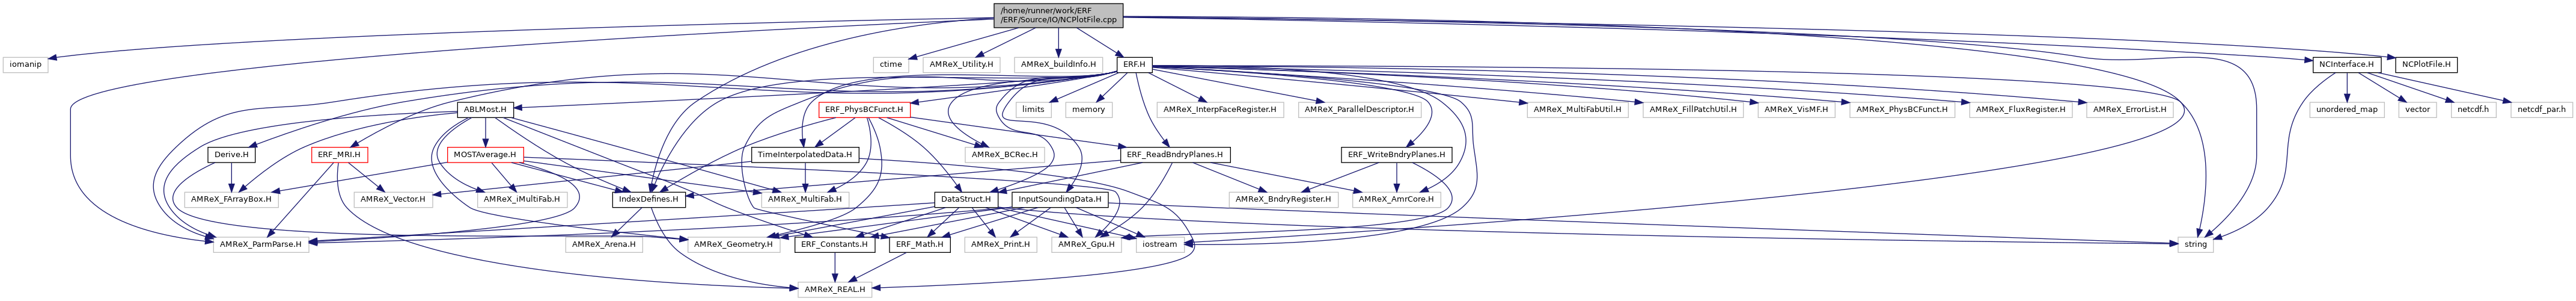 /home/runner/work/ERF
/ERF/Source/IO/NCPlotFile.cpp
iomanip
ctime
AMReX_Utility.H
AMReX_buildInfo.H
ERF.H
NCInterface.H
NCPlotFile.H
ABLMost.H
ERF_PhysBCFunct.H
limits
memory
AMReX_InterpFaceRegister.H
AMReX_ParallelDescriptor.H
AMReX_MultiFabUtil.H
AMReX_FillPatchUtil.H
AMReX_VisMF.H
AMReX_PhysBCFunct.H
AMReX_FluxRegister.H
AMReX_ErrorList.H
unordered_map
vector
netcdf.h
netcdf_par.h
Derive.H
ERF_MRI.H
MOSTAverage.H
TimeInterpolatedData.H
AMReX_BCRec.H
ERF_ReadBndryPlanes.H
ERF_WriteBndryPlanes.H
AMReX_FArrayBox.H
AMReX_Vector.H
AMReX_iMultiFab.H
IndexDefines.H
AMReX_MultiFab.H
DataStruct.H
InputSoundingData.H
AMReX_BndryRegister.H
AMReX_AmrCore.H
AMReX_ParmParse.H
AMReX_Arena.H
AMReX_Geometry.H
ERF_Constants.H
ERF_Math.H
AMReX_Print.H
AMReX_Gpu.H
iostream
string
AMReX_REAL.H